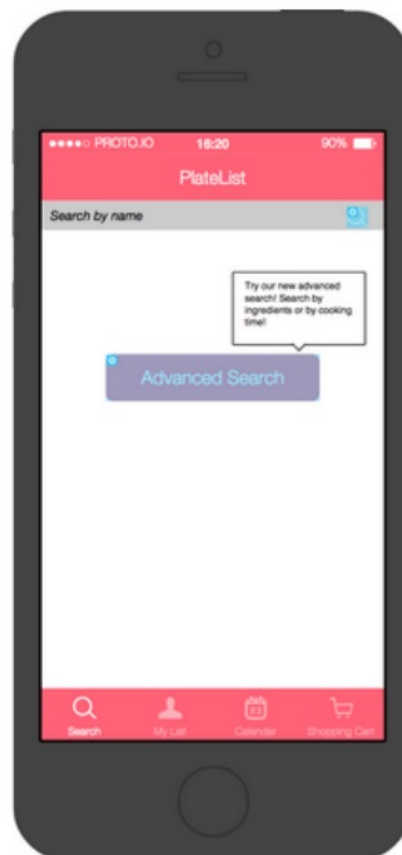 PROTO.IO 16:20 90%
PlateList
Search by name
Try our new advanced
search! Search by
ingredients or by cooking
time!
Advanced Search
23
Search My List Calendar Shopping Cart